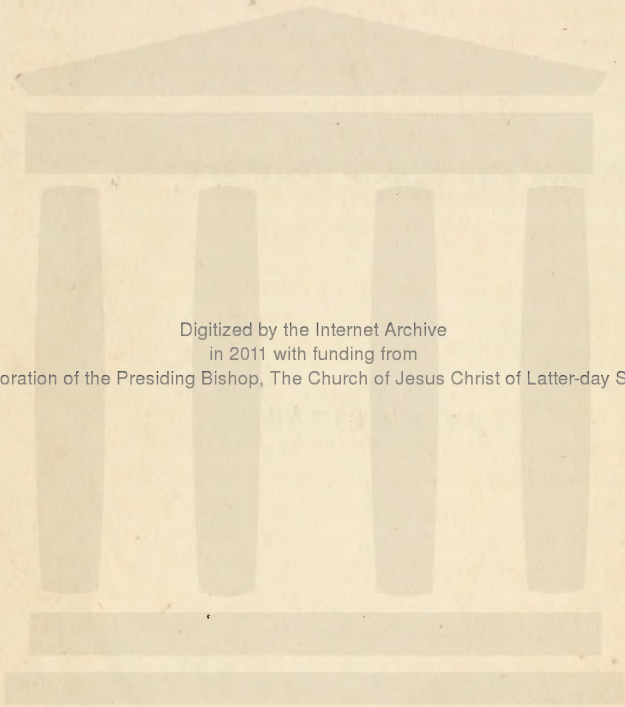 Digitized by the Internet Archive
in 2011 with funding from
oration of the Presiding Bishop, The Church of Jesus Christ of Latter-day S